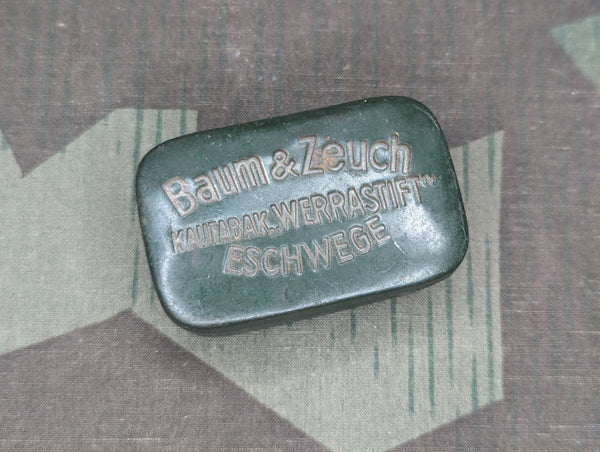 Baum & Zeuch
KAUTABAK „WERRASTIFT"
ESCHWEGE